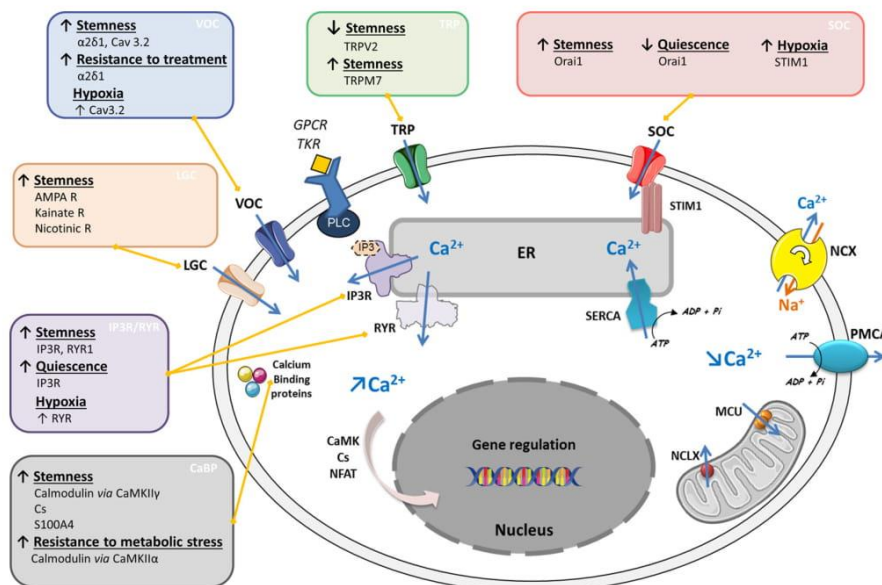 VOC
↑ Stemness
α2δ1, Cav 3.2
↑ Resistance to treatment
α2δ1
Hypoxia
↑ Cav3.2
TRP
↓ Stemness
TRPV2
↑ Stemness
TRPM7
SOC
↑ Stemness
Orai1
↓ Quiescence
Orai1
↑ Hypoxia
STIM1
LGC
↑ Stemness
AMPA R
Kainate R
Nicotinic R
IP3R/RYR
↑ Stemness
IP3R, RYR1
↑ Quiescence
IP3R
Hypoxia
↑ RYR
CaBP
↑ Stemness
Calmodulin via CaMKIIγ
Cs
S100A4
↑ Resistance to metabolic stress
Calmodulin via CaMKIIα
GPCR
TKR
PLC
TRP
SOC
VOC
LGC
STIM1
IP3
IP3R
RYR
Ca²⁺
ER
Ca²⁺
SERCA
ADP + Pi
ATP
Ca²⁺
NCX
Na⁺
PMCA
ATP
ADP + Pi
↘Ca²⁺
MCU
NCLX
Calcium
Binding
proteins
↗Ca²⁺
CaMK
Cs
NFAT
Gene regulation
Nucleus